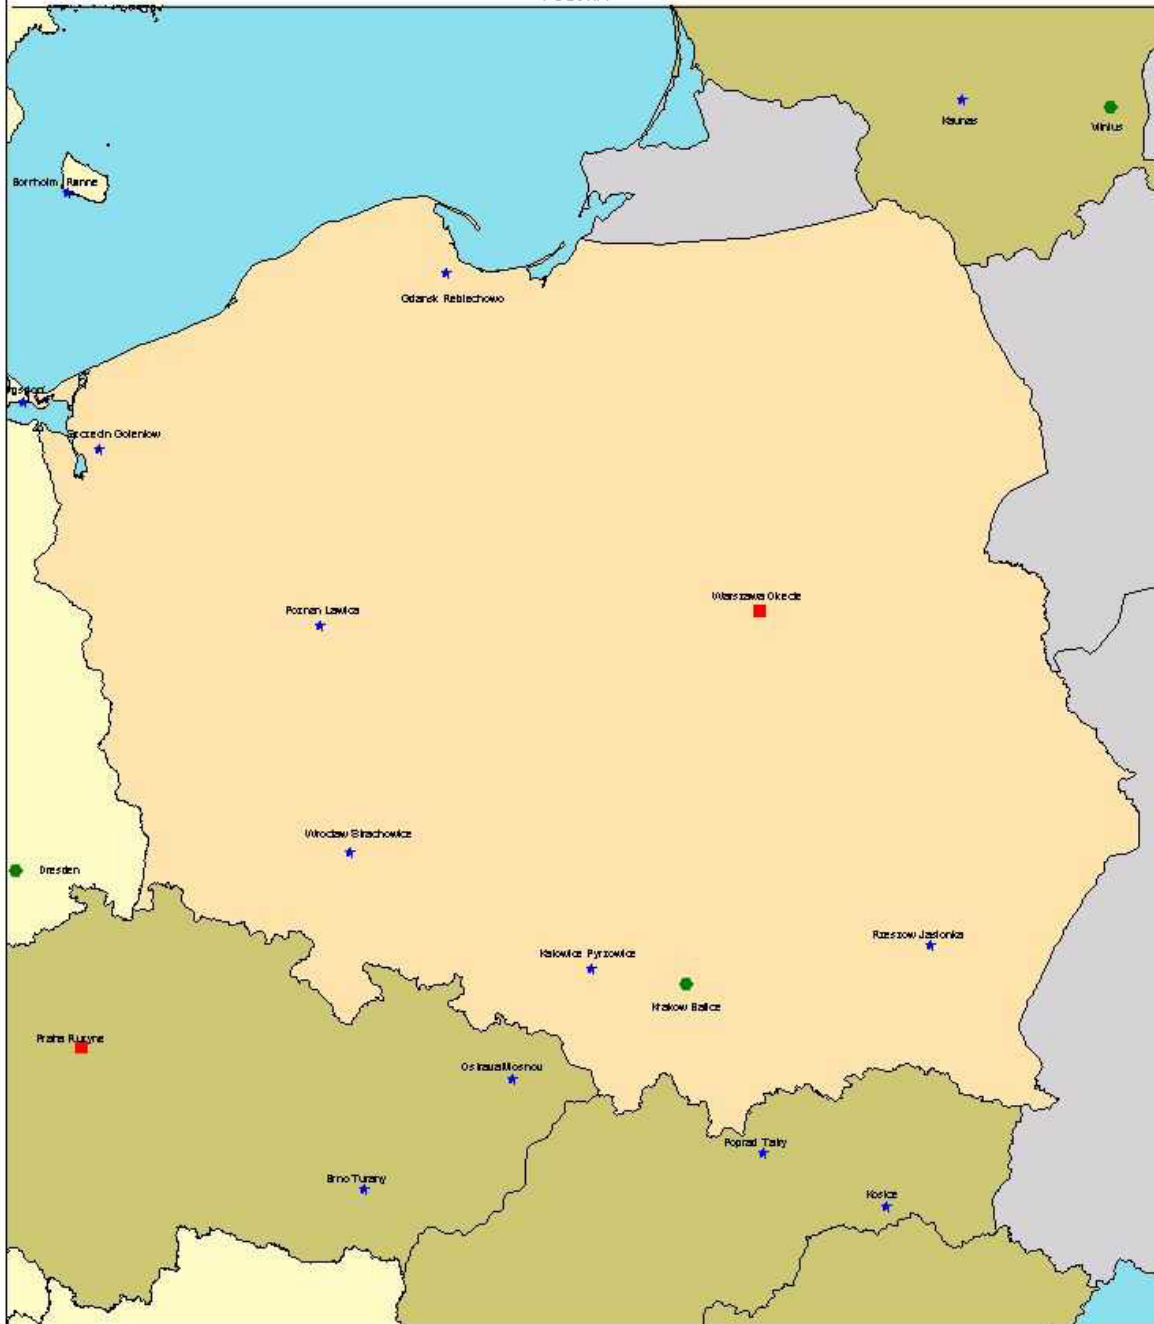 Kaunas
Vilnius
Bornholm Rønne
Gdansk Rebiechowo
Szczecin Goleniow
Poznan Lawica
Warszawa Okecie
Wroclaw Strachowice
Dresden
Rzeszow Jasionka
Katowice Pyrzowice
Krakow Balice
Praha Ruzyne
Ostrava Mosnov
Poprad Tatry
Brno Turany
Kosice